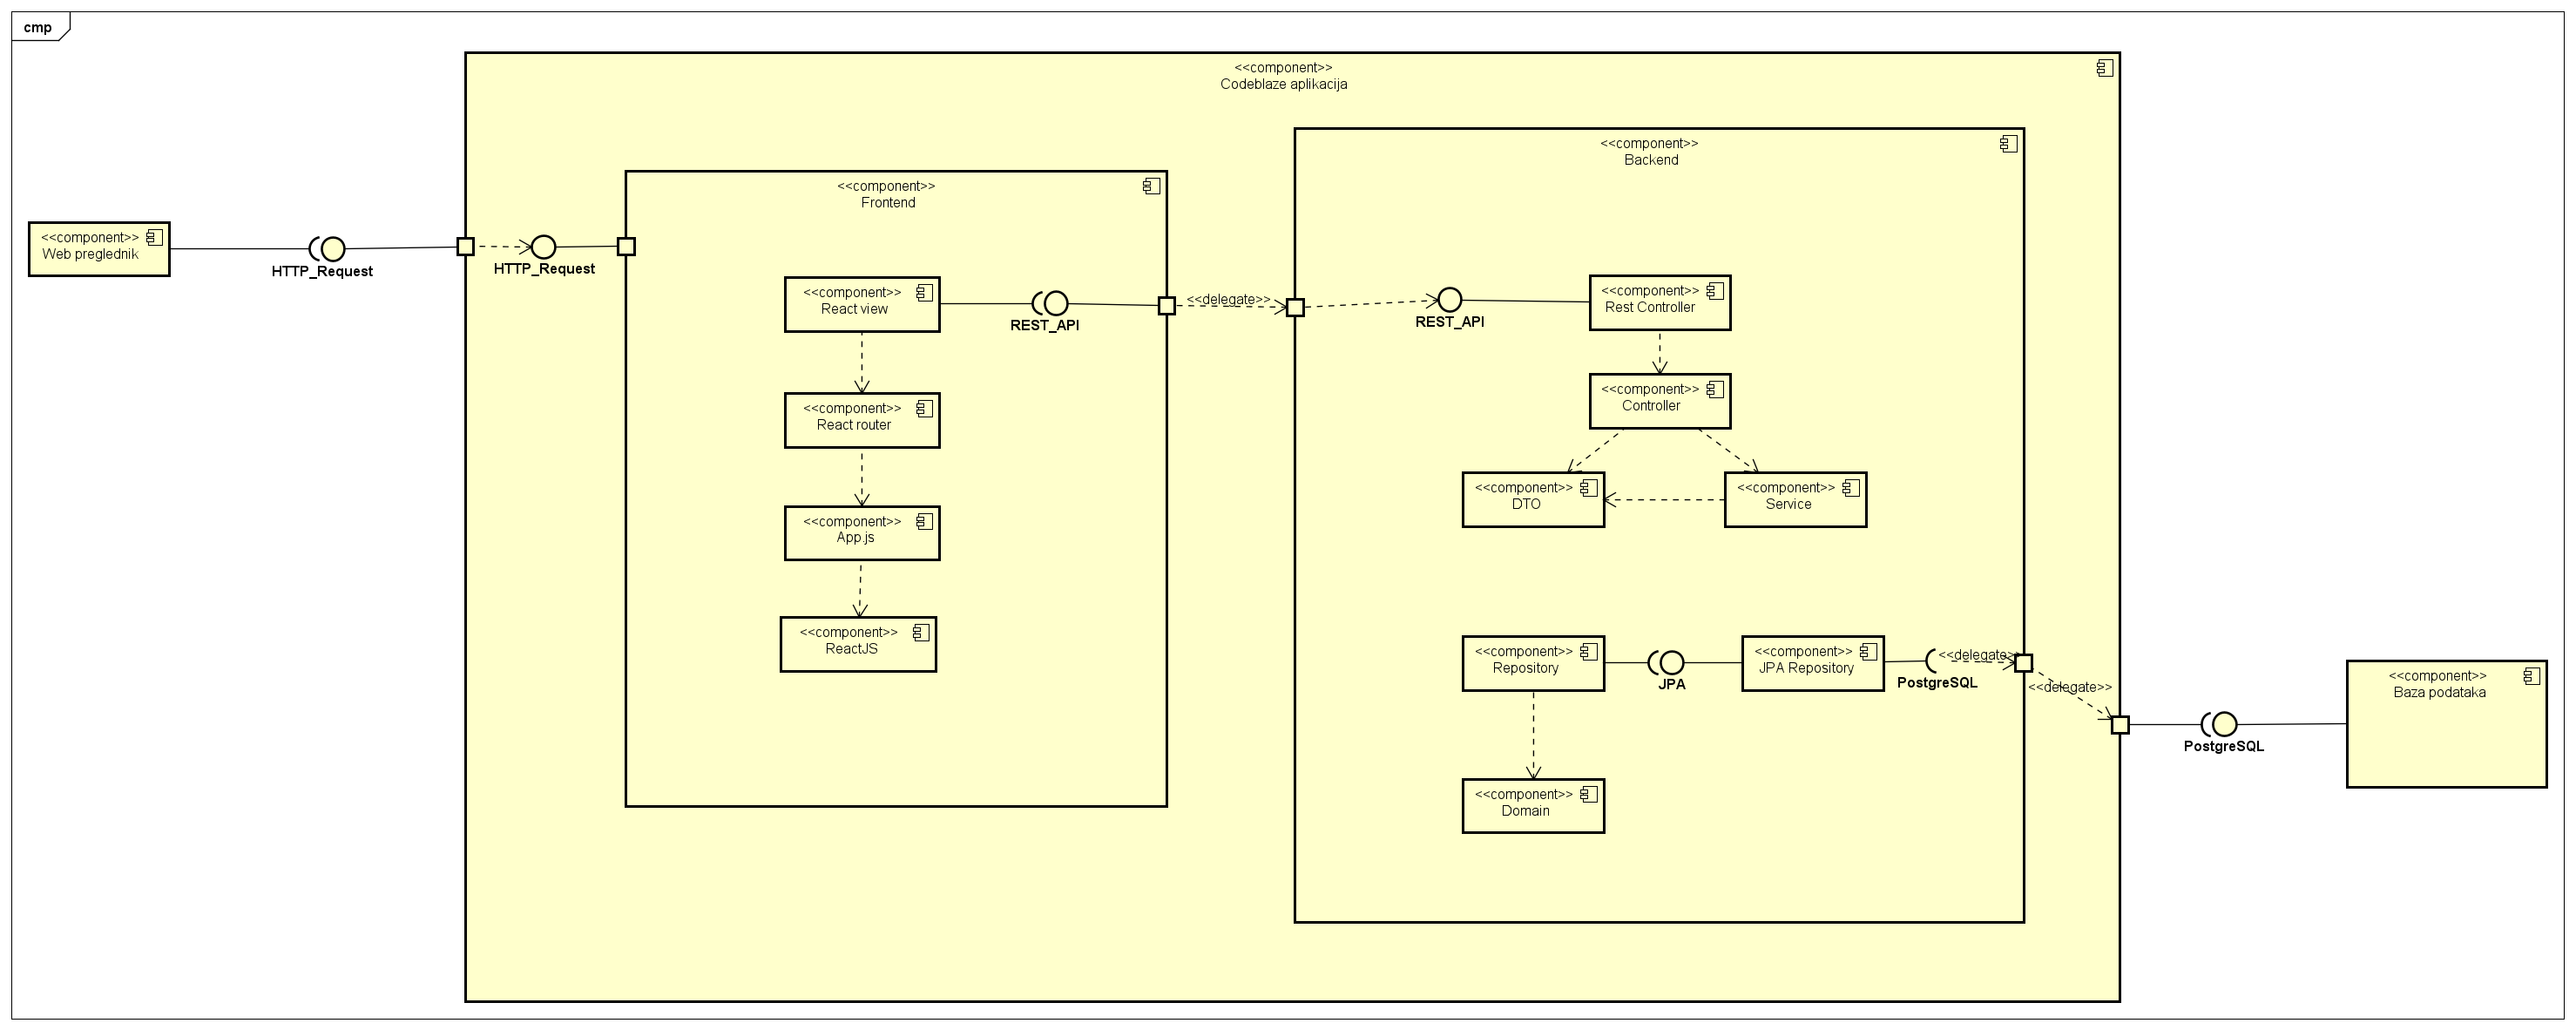 cmp
<<component>>
Codeblaze aplikacija
<<component>>
Web preglednik
HTTP_Request
HTTP_Request
<<component>>
Frontend
<<component>>
React view
REST_API
<<component>>
React router
<<component>>
App.js
<<component>>
ReactJS
<<delegate>>
<<component>>
Backend
REST_API
<<component>>
Rest Controller
<<component>>
Controller
<<component>>
DTO
<<component>>
Service
<<component>>
Repository
JPA
<<component>>
JPA Repository
PostgreSQL
<<delegate>>
<<component>>
Domain
<<delegate>>
PostgreSQL
<<component>>
Baza podataka